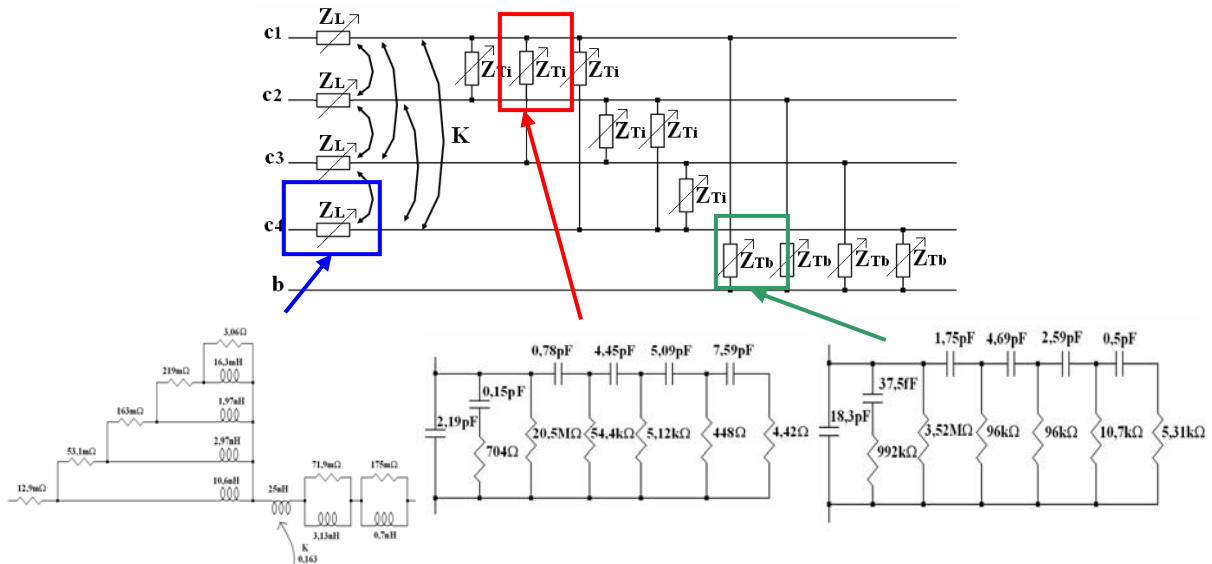 c1 ZL
ZTi ZTi ZTi
c2 ZL
K
ZTi ZTi
c3 ZL
ZTi
c4 ZL
ZTb ZTb ZTb ZTb
b
3,06Ω
16,3mH
219mΩ
1,97nH
163mΩ
2,97nH
53,1mΩ
10,6nH
12,9mΩ
25nH
71,9mΩ
175mΩ
3,13nH
0,7nH
K
0,163
0,78pF 4,45pF 5,09pF 7,59pF
0,15pF
2,19pF
704Ω
20,5MΩ 54,4kΩ 5,12kΩ 448Ω 4,42Ω
1,75pF 4,69pF 2,59pF 0,5pF
37,5fF
18,3pF
992kΩ
3,52MΩ 96kΩ 96kΩ 10,7kΩ 5,31kΩ